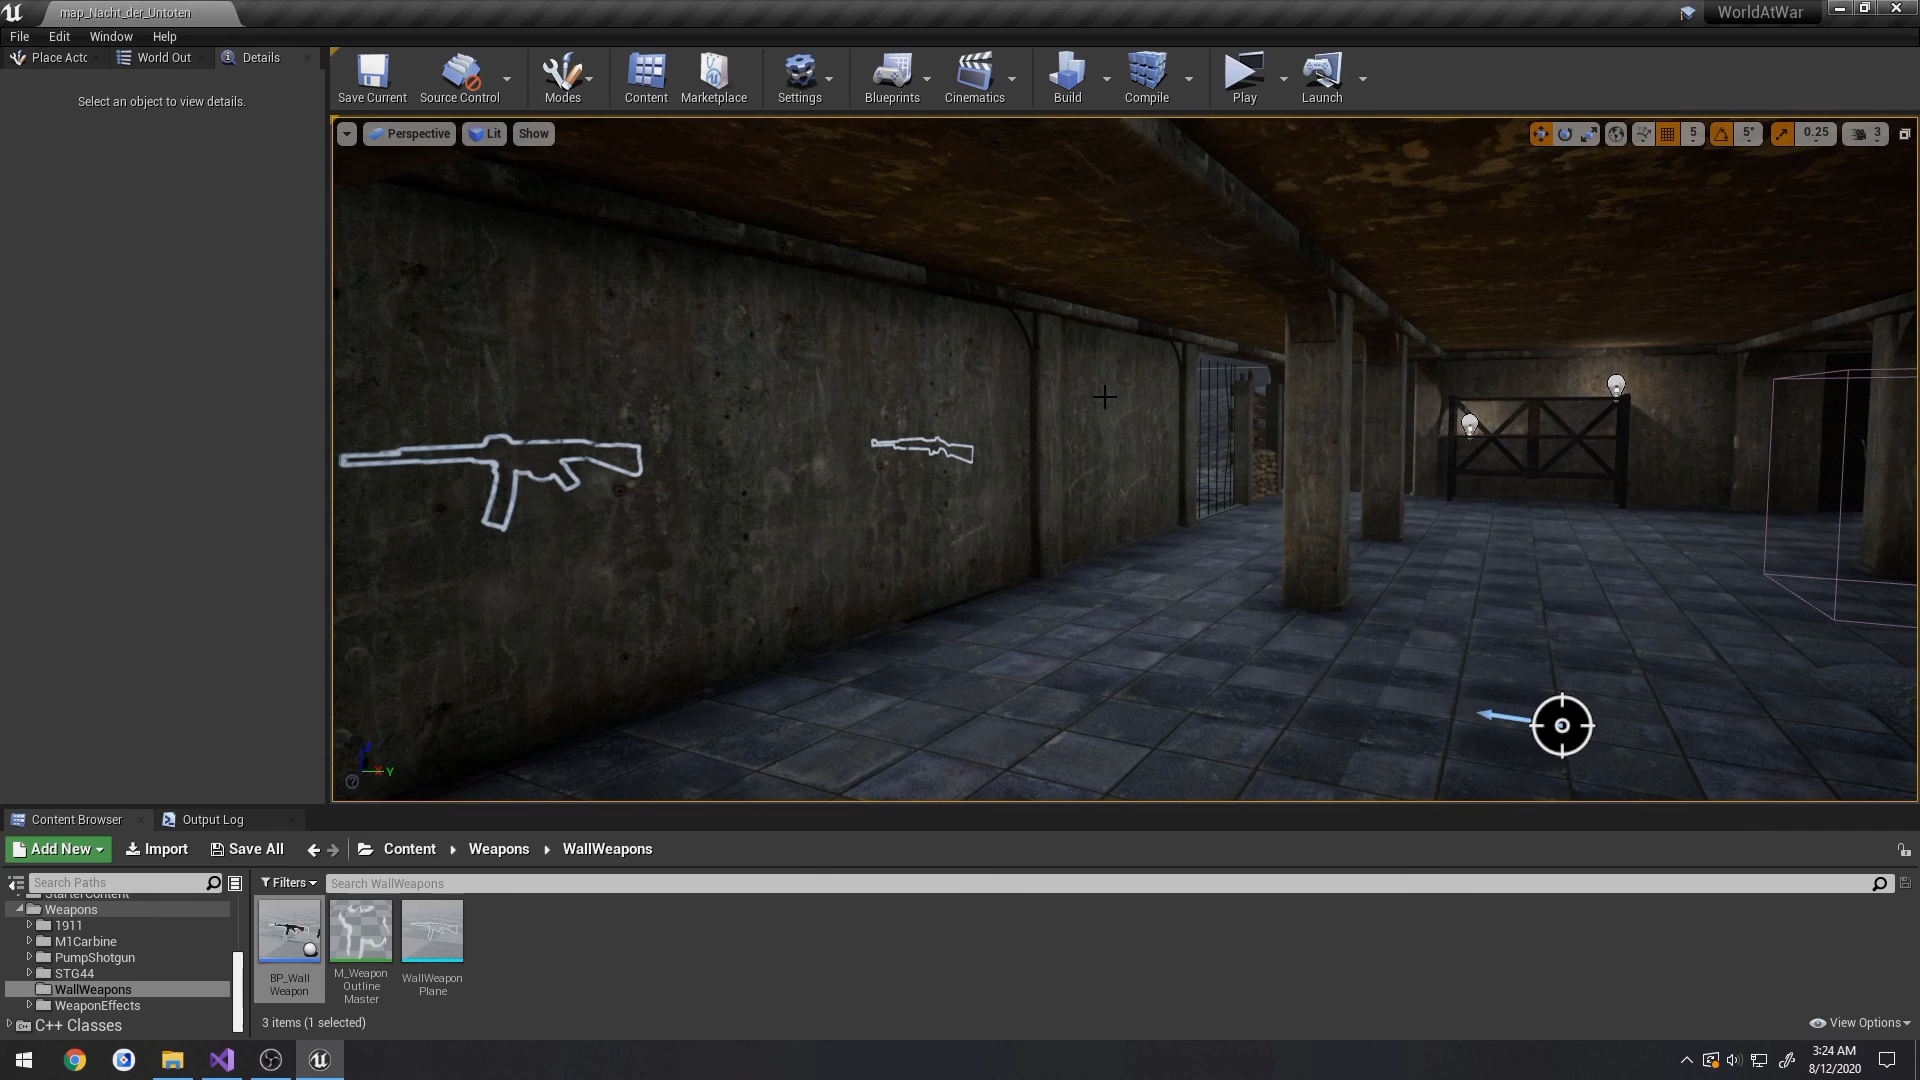 map_Nacht_der_Untoten
WorldAtWar
File Edit Window Help
Place Acto
World Out
Details
Select an object to view details.
Save Current
Source Control
Modes
Content
Marketplace
Settings
Blueprints
Cinematics
Build
Compile
Play
Launch
Perspective
Lit
Show
5
5°
0.25
3
Y
Content Browser
Output Log
Add New
Import
Save All
Content
Weapons
WallWeapons
Search Paths
Filters
Search WallWeapons
StarterContent
Weapons
1911
M1Carbine
PumpShotgun
STG44
WallWeapons
WeaponEffects
C++ Classes
BP_Wall
Weapon
M_Weapon
Outline
Master
WallWeapon
Plane
3 items (1 selected)
View Options
3:24 AM
8/12/2020